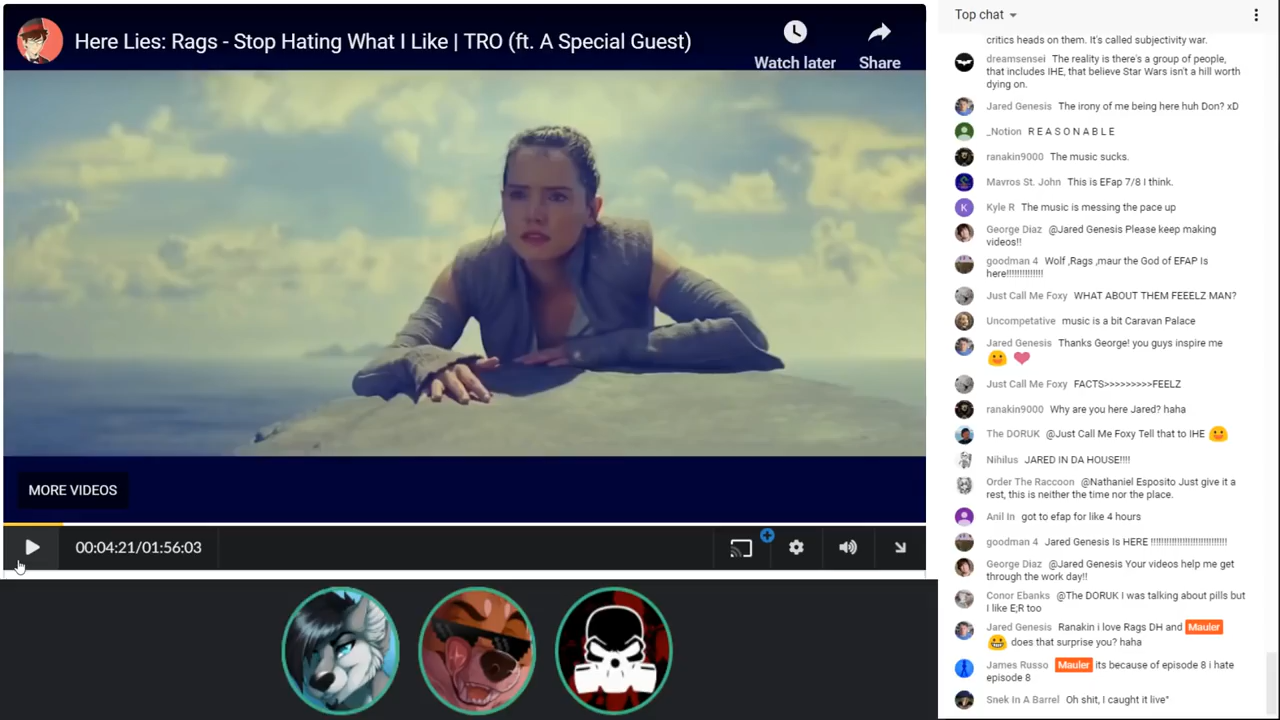 Here Lies: Rags - Stop Hating What I Like | TRO (ft. A Special Guest)
Watch later
Share
MORE VIDEOS
00:04:21/01:56:03
Top chat
critics heads on them. It's called subjectivity war.
dreamsensei The reality is there's a group of people,
that includes IHE, that believe Star Wars isn't a hill worth
dying on.
Jared Genesis The irony of me being here huh Don? xD
_Notion R E A S O N A B L E
ranakin9000 The music sucks.
Mavros St. John This is EFap 7/8 I think.
K
Kyle R The music is messing the pace up
George Diaz @Jared Genesis Please keep making
videos!!
goodman 4 Wolf ,Rags ,maur the God of EFAP Is
here!!!!!!!!!!!!!!!
Just Call Me Foxy WHAT ABOUT THEM FEEELZ MAN?
Uncompetative music is a bit Caravan Palace
Jared Genesis Thanks George! you guys inspire me
Just Call Me Foxy FACTS>>>>>>>>>FEELZ
ranakin9000 Why are you here Jared? haha
The DORUK @Just Call Me Foxy Tell that to IHE
Nihilus JARED IN DA HOUSE!!!!
Order The Raccoon @Nathaniel Esposito Just give it a
rest, this is neither the time nor the place.
Anil In got to efap for like 4 hours
goodman 4 Jared Genesis Is HERE !!!!!!!!!!!!!!!!!!!!!!!!!!!!
George Diaz @Jared Genesis Your videos help me get
through the work day!!
Conor Ebanks @The DORUK I was talking about pills but
I like E;R too
Jared Genesis Ranakin i love Rags DH and Mauler
does that surprise you? haha
James Russo Mauler its because of episode 8 i hate
episode 8
Snek In A Barrel Oh shit, I caught it live*